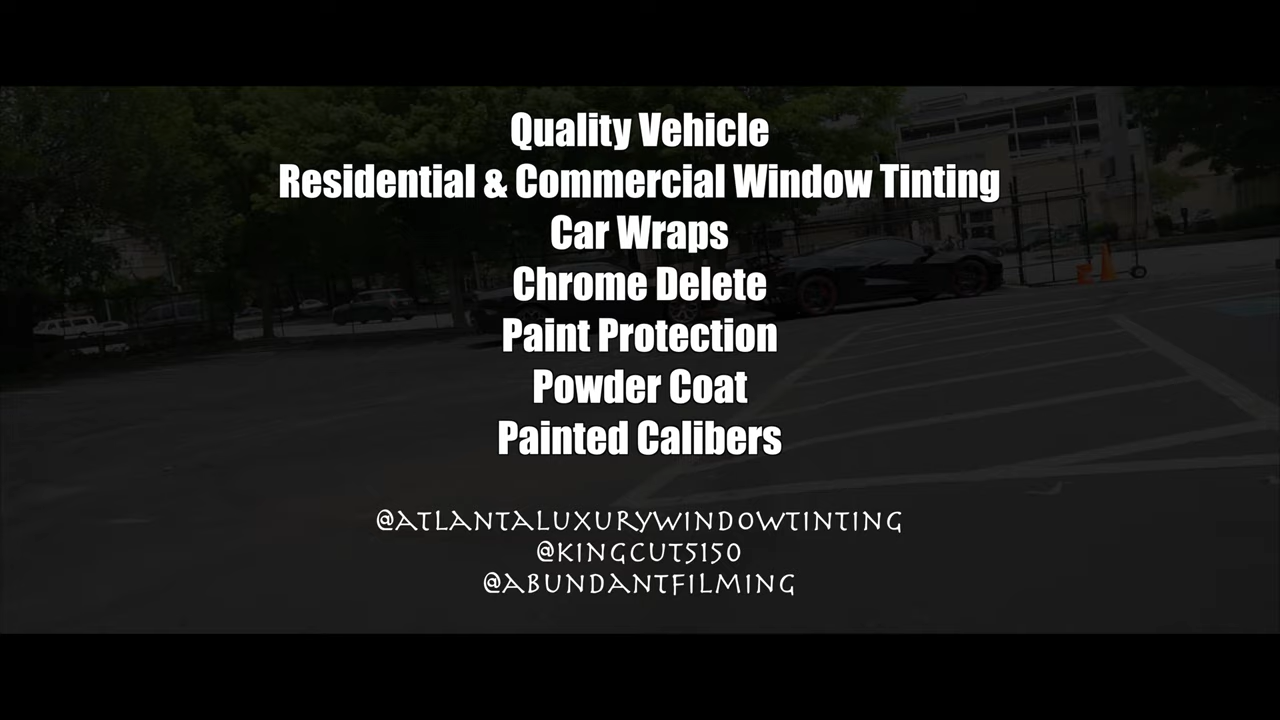 Quality Vehicle
Residential & Commercial Window Tinting
Car Wraps
Chrome Delete
Paint Protection
Powder Coat
Painted Calibers
@ATLANTALUXURYWINDOWTINTING
@KINGCUT5150
@ABUNDANTFILMING